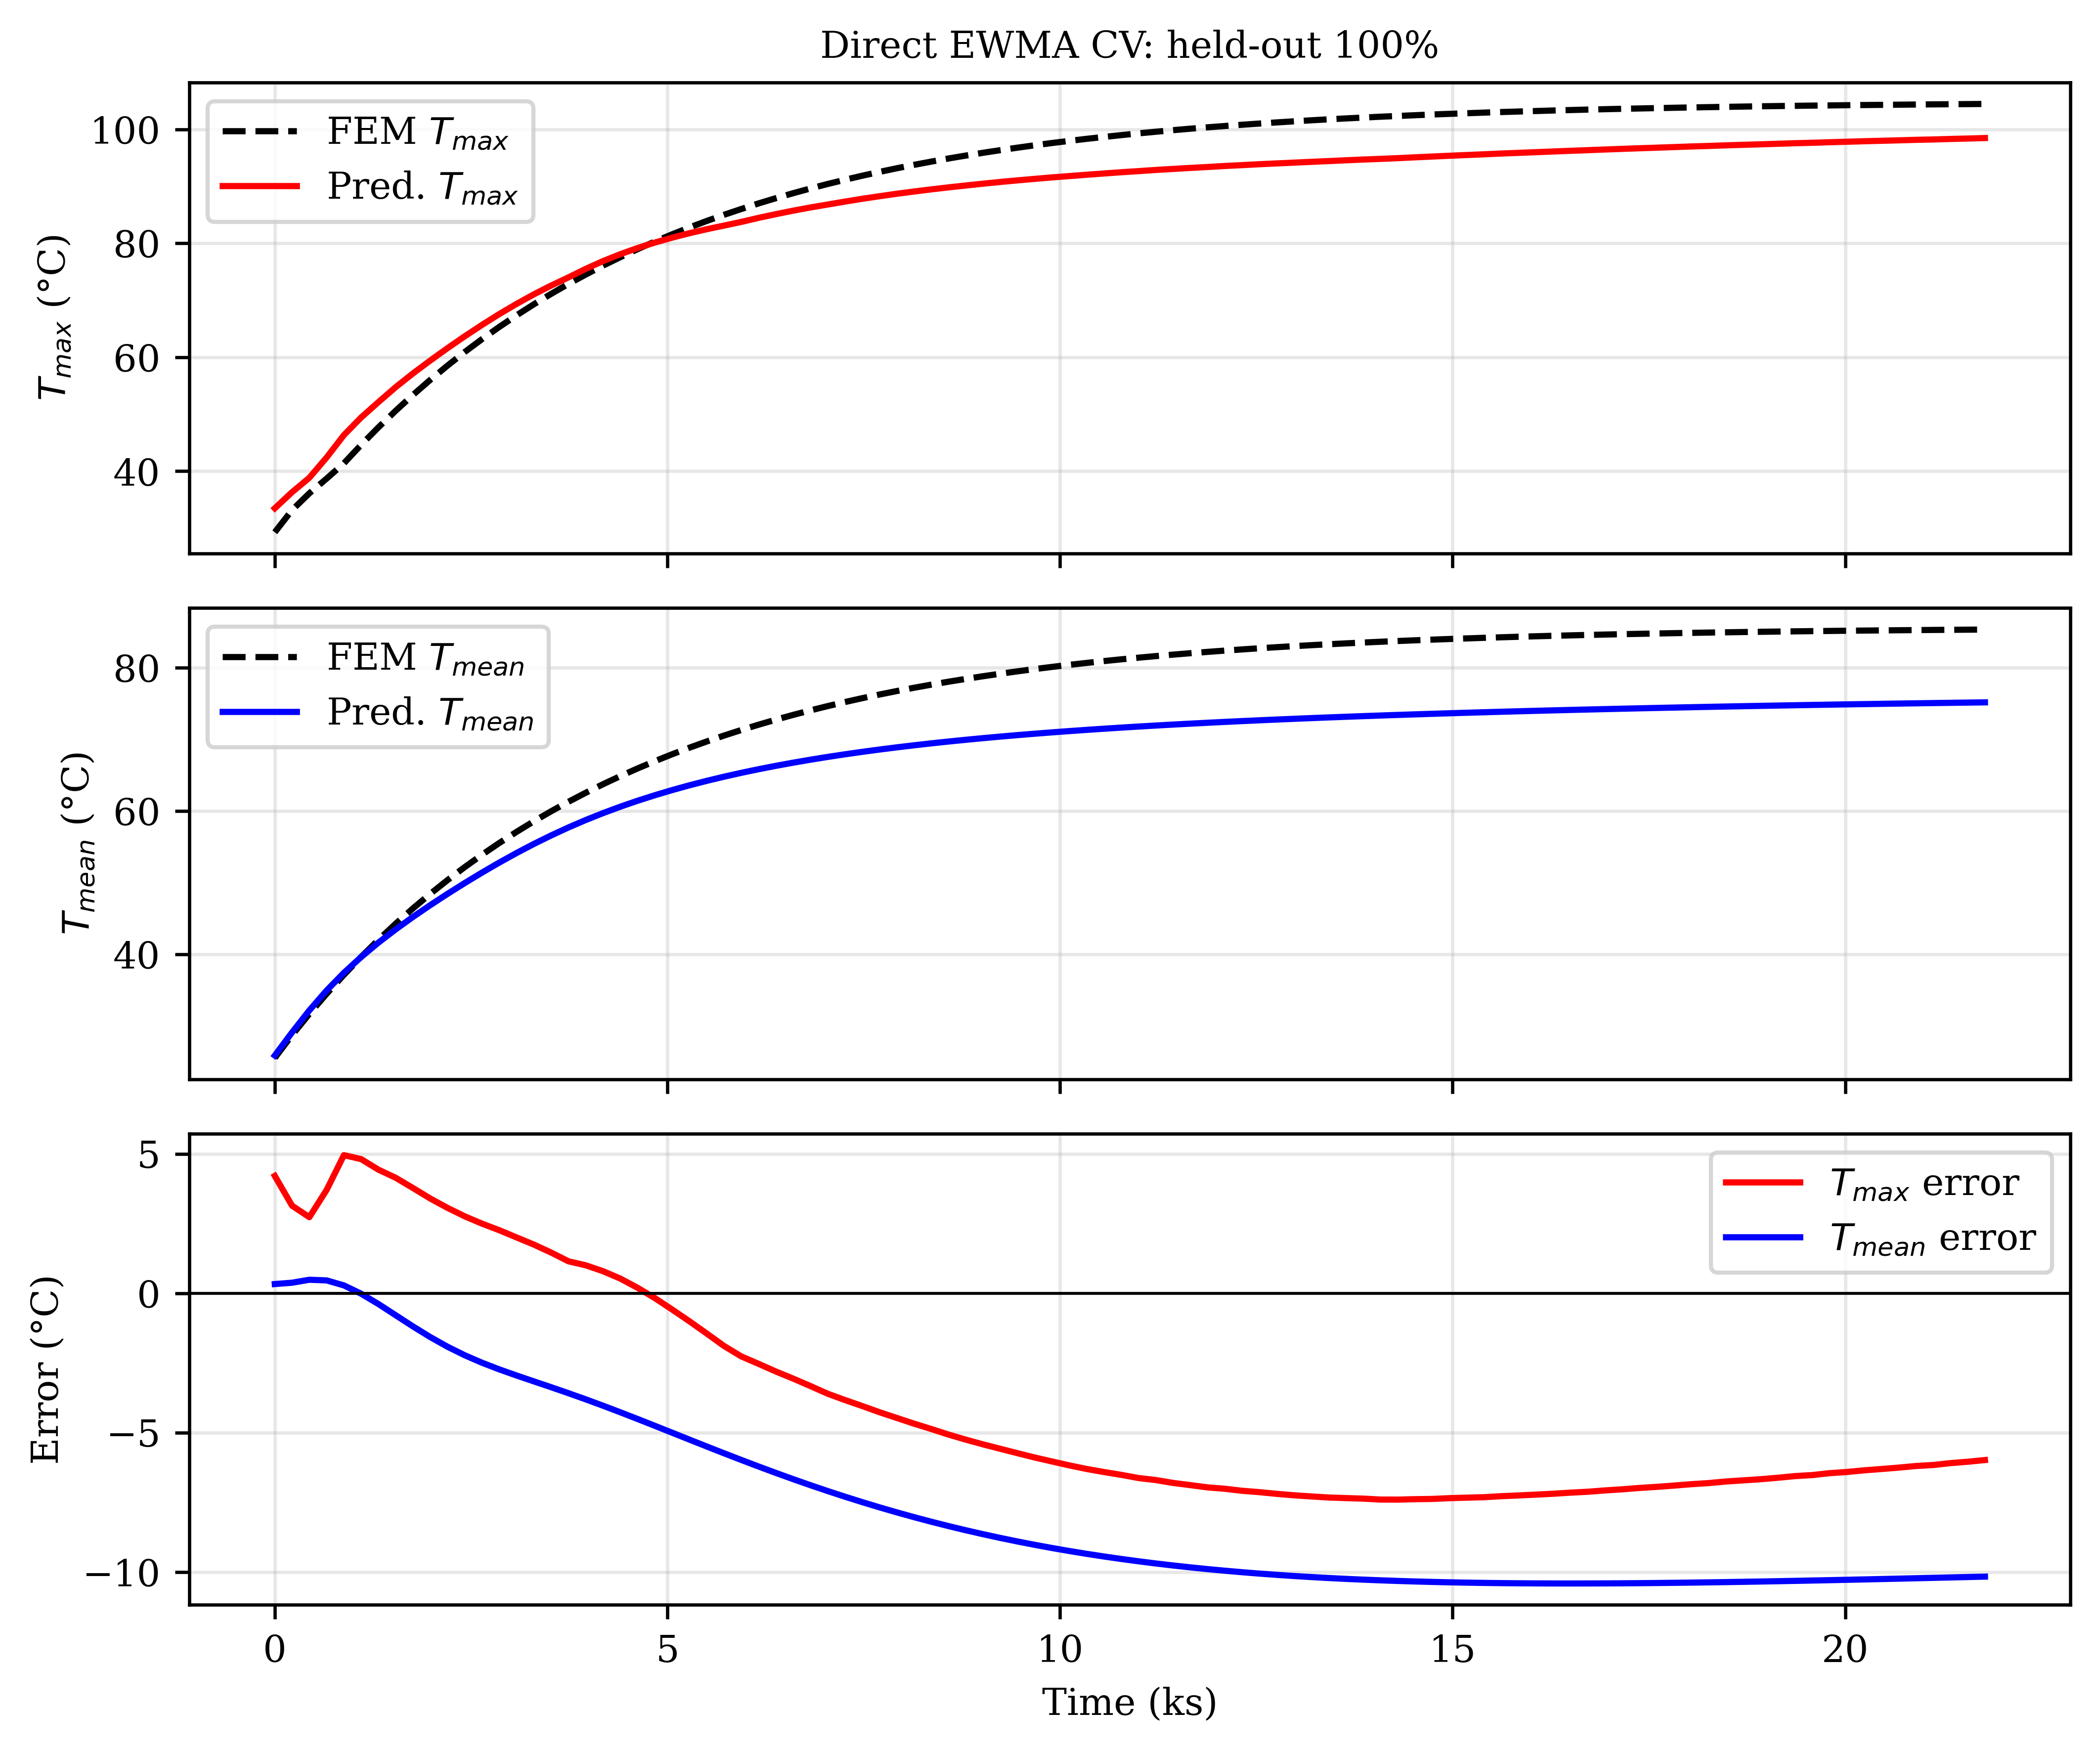 Direct EWMA CV: held-out 100%
FEM T_max
Pred. T_max
100
80
60
40
T_max (°C)
FEM T_mean
Pred. T_mean
80
60
40
T_mean (°C)
T_max error
T_mean error
5
0
−5
−10
Error (°C)
0 5 10 15 20
Time (ks)